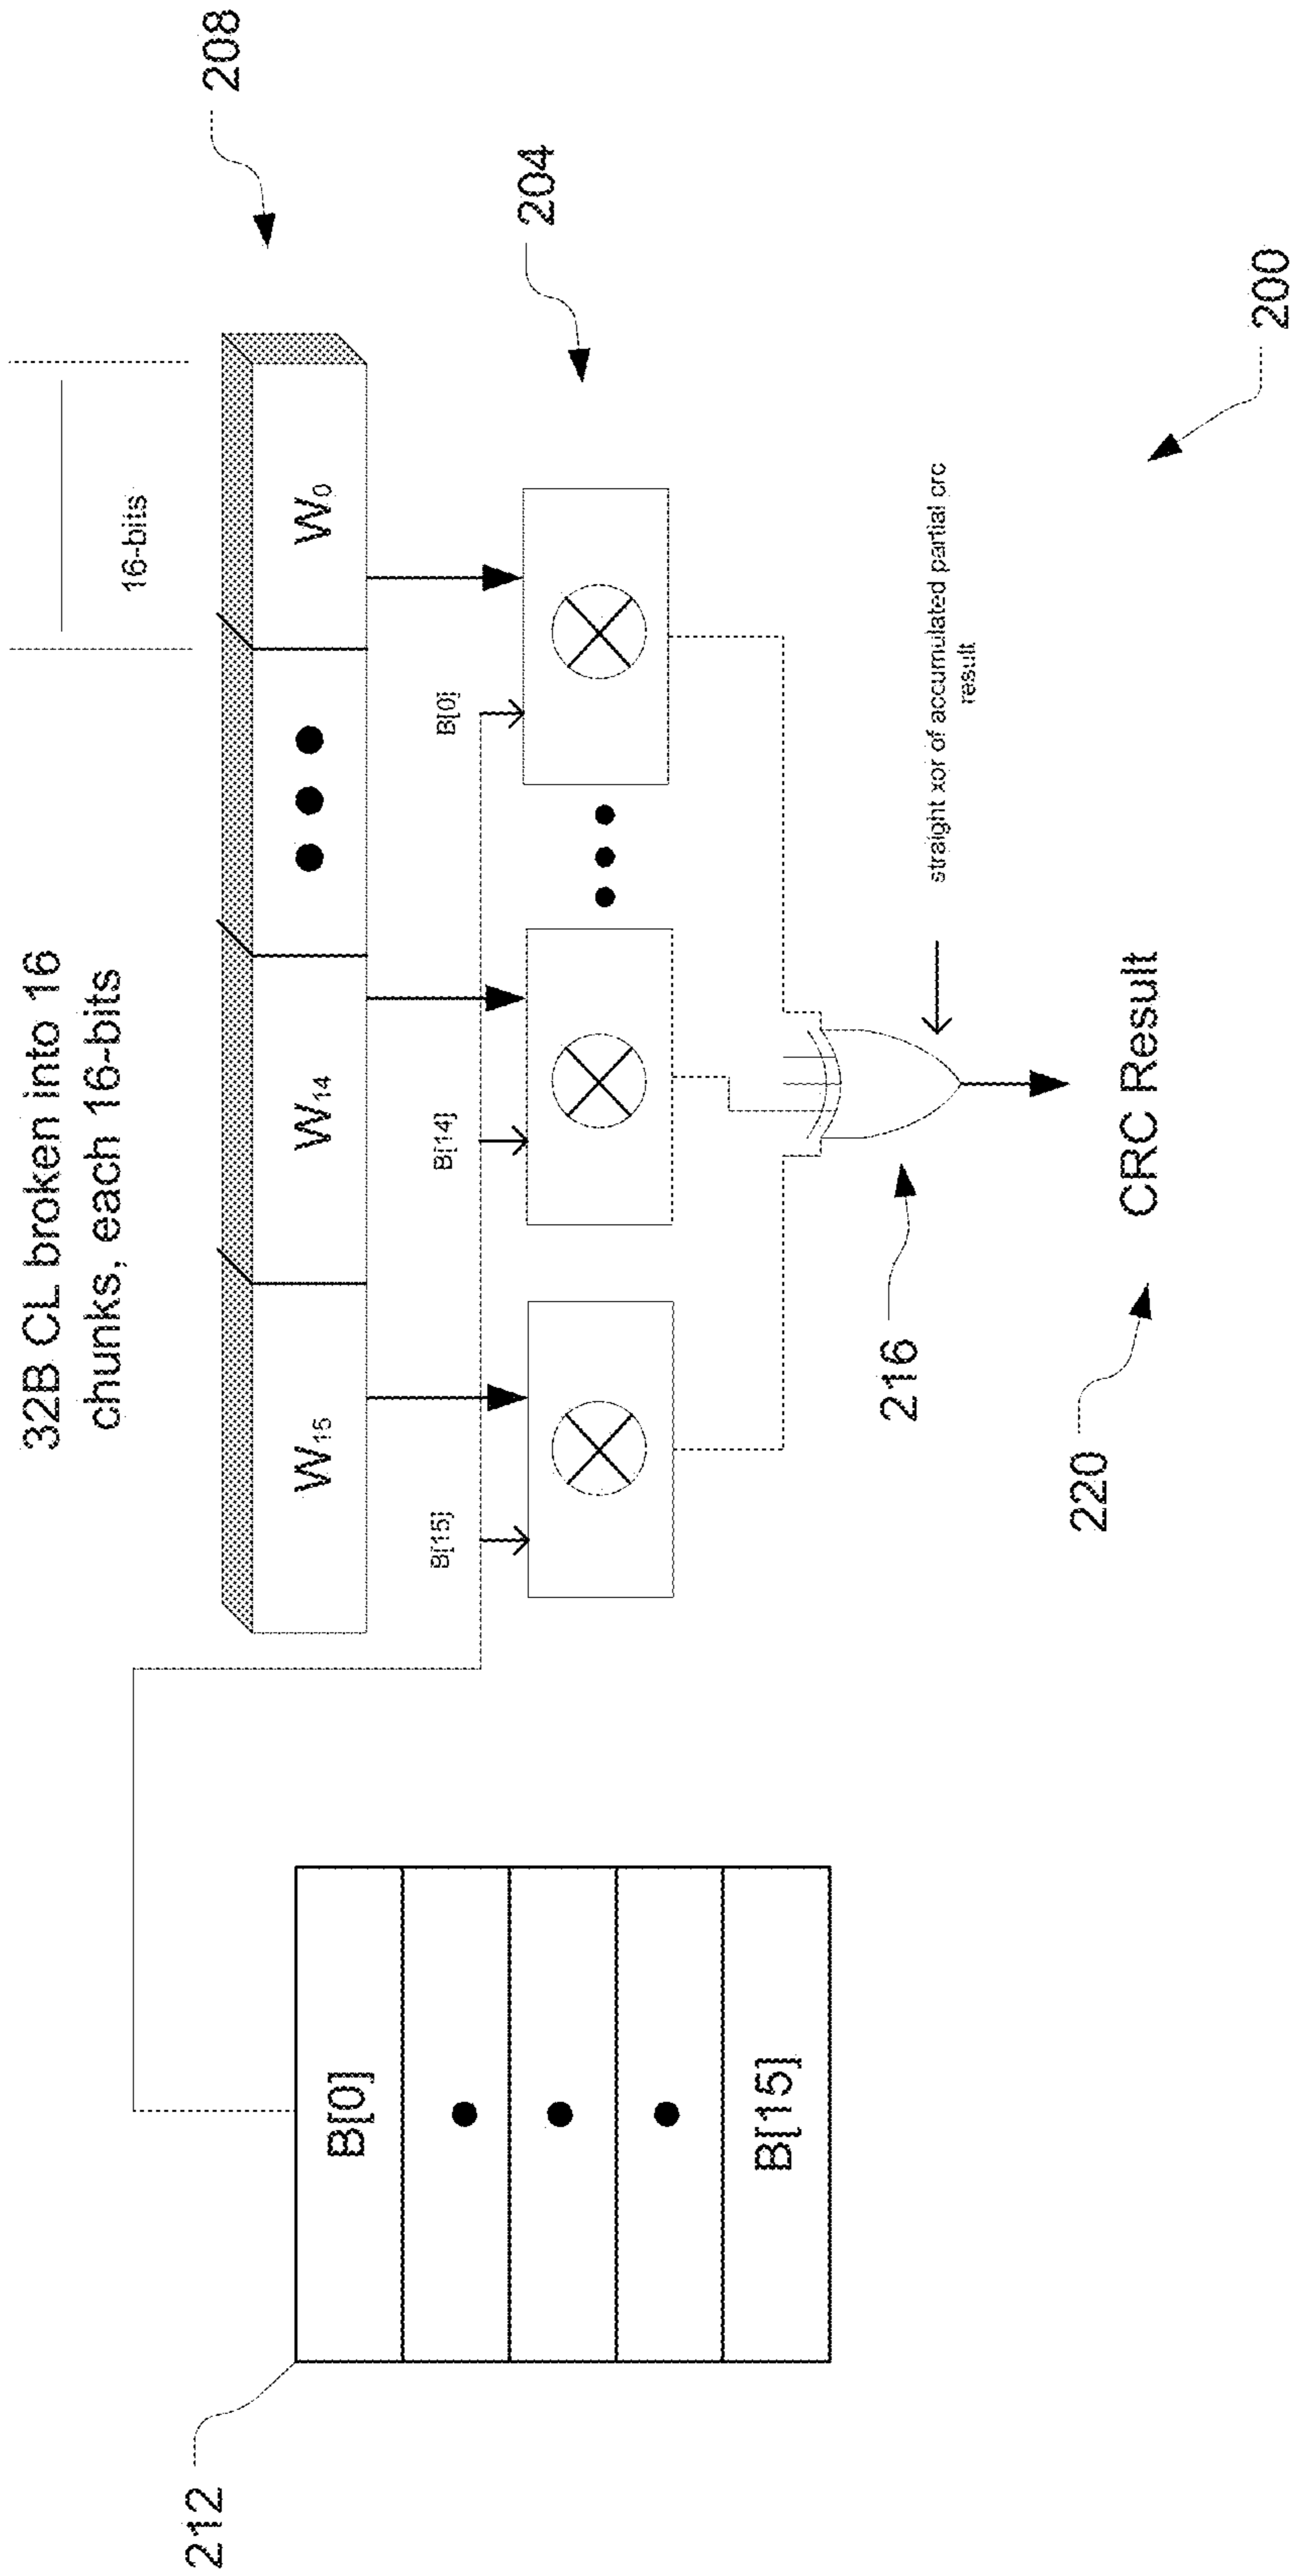 32B CL broken into 16
chunks, each 16-bits
16-bits
208
W15
W14
W0
212
B[0]
B[15]
B[15]
B[14]
B[0]
204
216
straight xor of accumulated partial crc
result
220
CRC Result
200